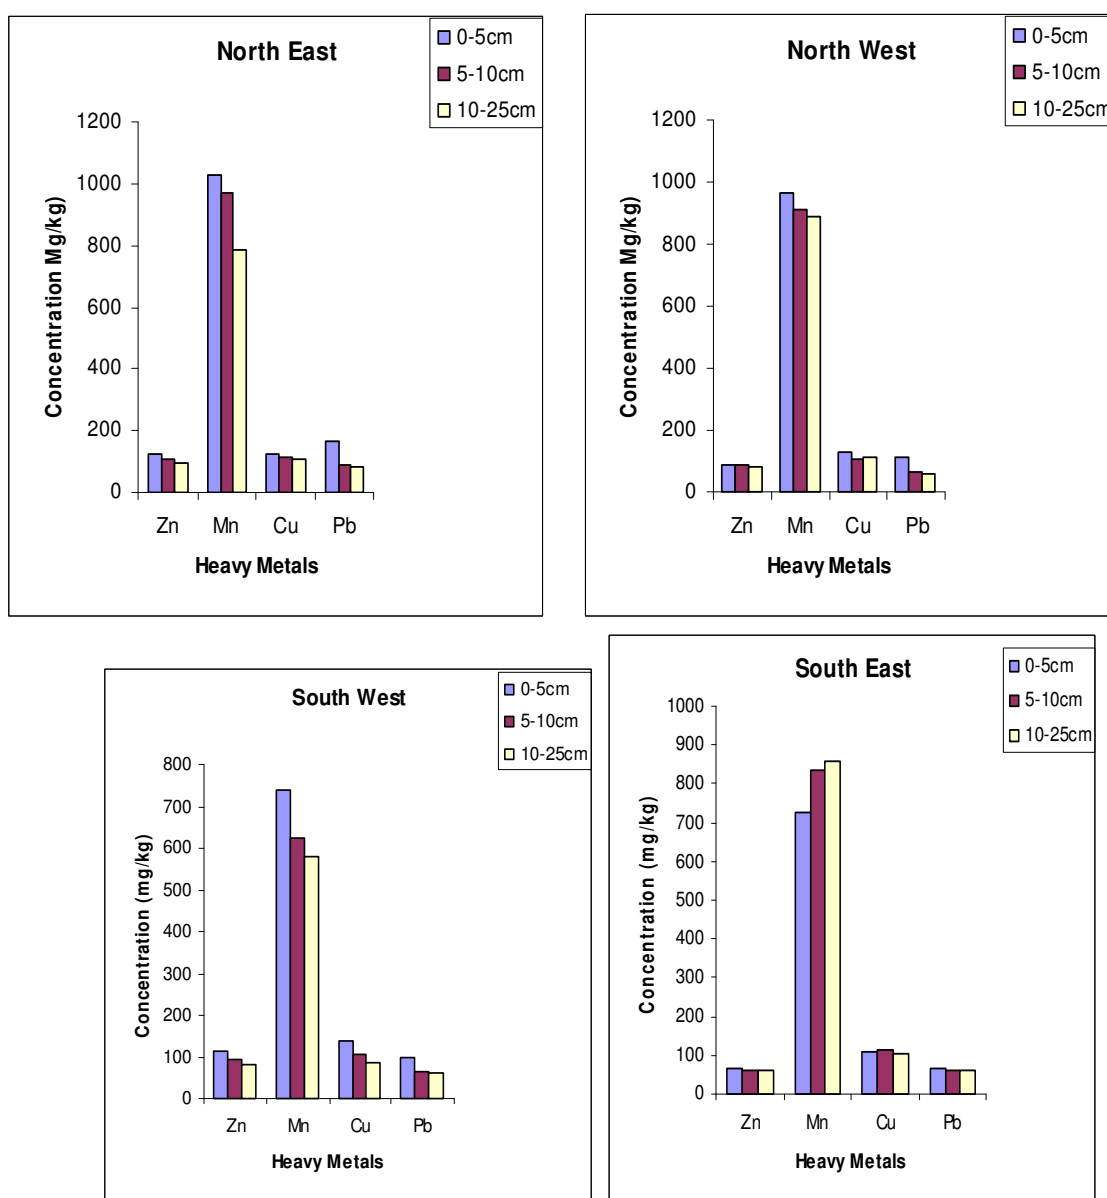 North East
0-5cm
5-10cm
10-25cm
Concentration Mg/kg)
1200
1000
800
600
400
200
0
Zn Mn Cu Pb
Heavy Metals
North West
0-5cm
5-10cm
10-25cm
Concentration Mg/kg)
1200
1000
800
600
400
200
0
Zn Mn Cu Pb
Heavy Metals
South West
0-5cm
5-10cm
10-25cm
Concentration (mg/kg)
800
700
600
500
400
300
200
100
0
Zn Mn Cu Pb
Heavy Metals
South East
0-5cm
5-10cm
10-25cm
Concentration (mg/kg)
1000
900
800
700
600
500
400
300
200
100
0
Zn Mn Cu Pb
Heavy Metals